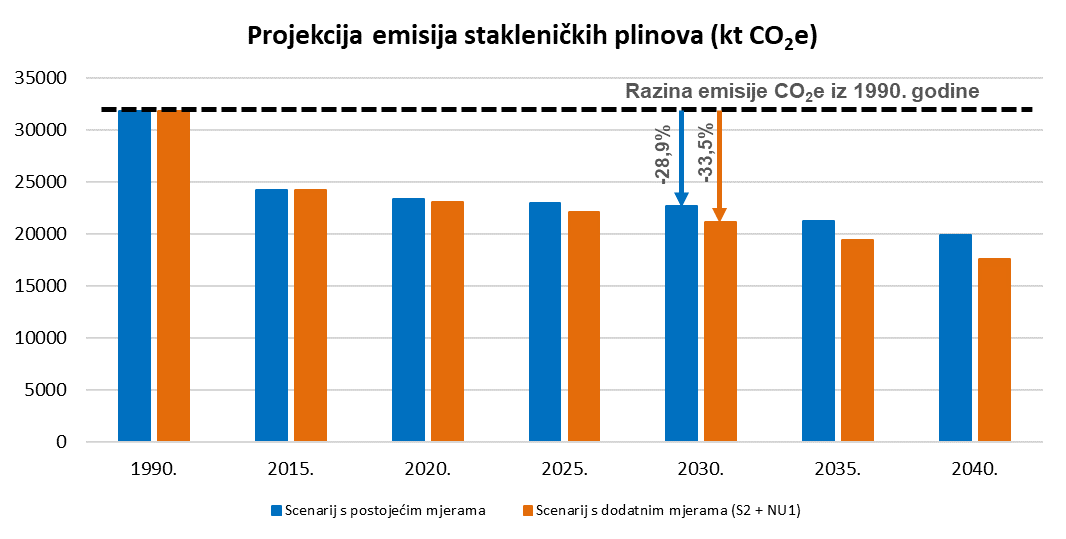 Projekcija emisija stakleničkih plinova (kt CO₂e)
35000
Razina emisije CO₂e iz 1990. godine
30000
-28,9%
-33,5%
25000
20000
15000
10000
5000
0
1990. 2015. 2020. 2025. 2030. 2035. 2040.
Scenarij s postojećim mjerama Scenarij s dodatnim mjerama (S2 + NU1)